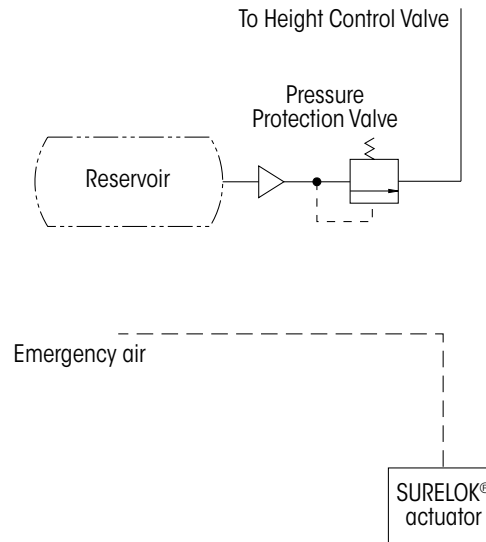 To Height Control Valve
Pressure
Protection Valve
Reservoir
Emergency air
SURELOK®
actuator